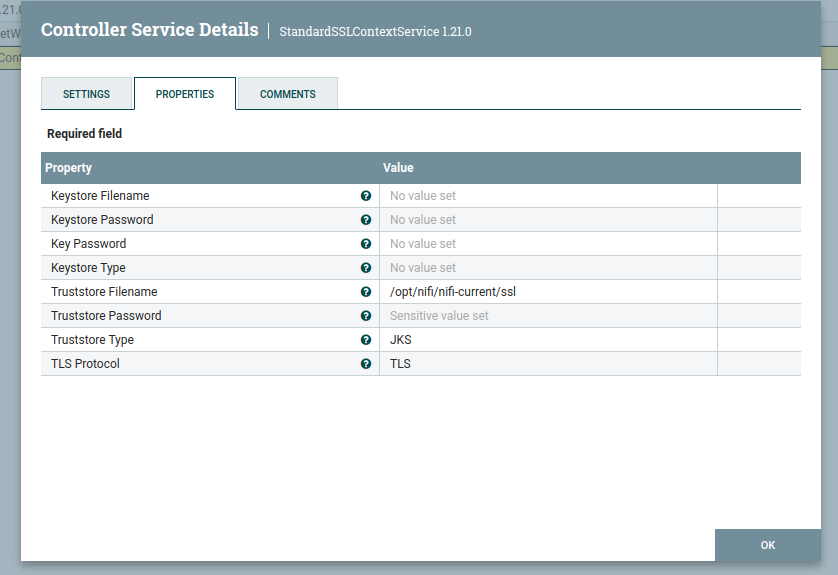 .21.0
Controller Service Details | StandardSSLContextService 1.21.0
etW
Cont
SETTINGS PROPERTIES COMMENTS
Required field
Property Value
Keystore Filename ? No value set
Keystore Password ? No value set
Key Password ? No value set
Keystore Type ? No value set
Truststore Filename ? /opt/nifi/nifi-current/ssl
Truststore Password ? Sensitive value set
Truststore Type ? JKS
TLS Protocol ? TLS
OK